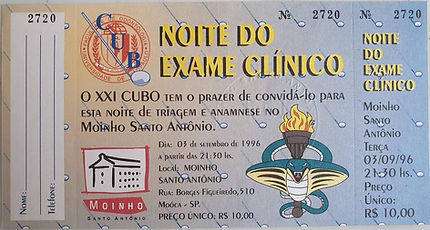 2720
Nº 2720
Nº 2720
CUB
NOITE DO
EXAME CLÍNICO
O XXI CUBO TEM O PRAZER DE CONVIDÁ-LO PARA
ESTA NOITE DE TRIAGEM E ANAMNESE NO
MOINHO SANTO ANTÔNIO.
DIA: 03 DE SETEMBRO DE 1996
A PARTIR DAS 21:30 HS.
LOCAL: MOINHO
SANTO ANTÔNIO
RUA: BORGES FIGUEIREDO, 510
MOÓCA - SP.
PREÇO ÚNICO: R$ 10,00
MOINHO
SANTO ANTÔNIO
Nome:
Telefone:
NOITE
DO
EXAME
CLÍNICO
MOINHO
SANTO
ANTÔNIO
TERÇA
03/09/96
21:30 HS.
PREÇO
ÚNICO:
R$ 10,00